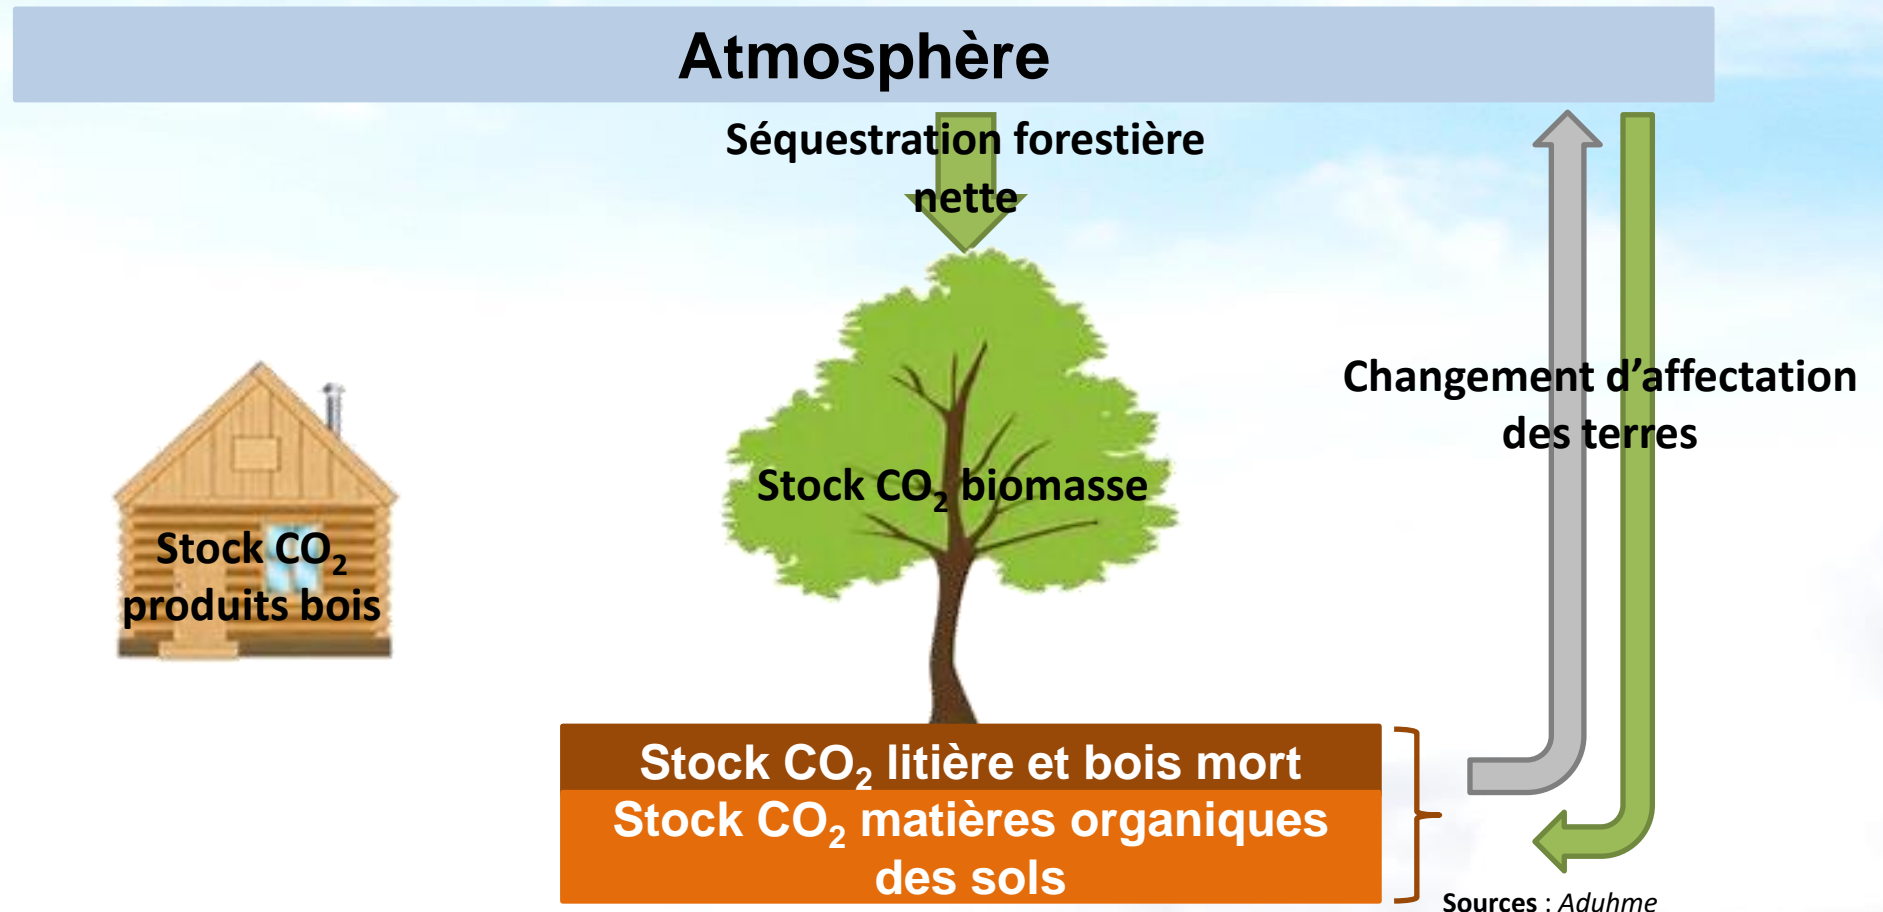 Atmosphère
Séquestration forestière
nette
Changement d’affectation
des terres
Stock CO₂ biomasse
Stock CO₂
produits bois
Stock CO₂ litière et bois mort
Stock CO₂ matières organiques
des sols
Sources : Aduhme